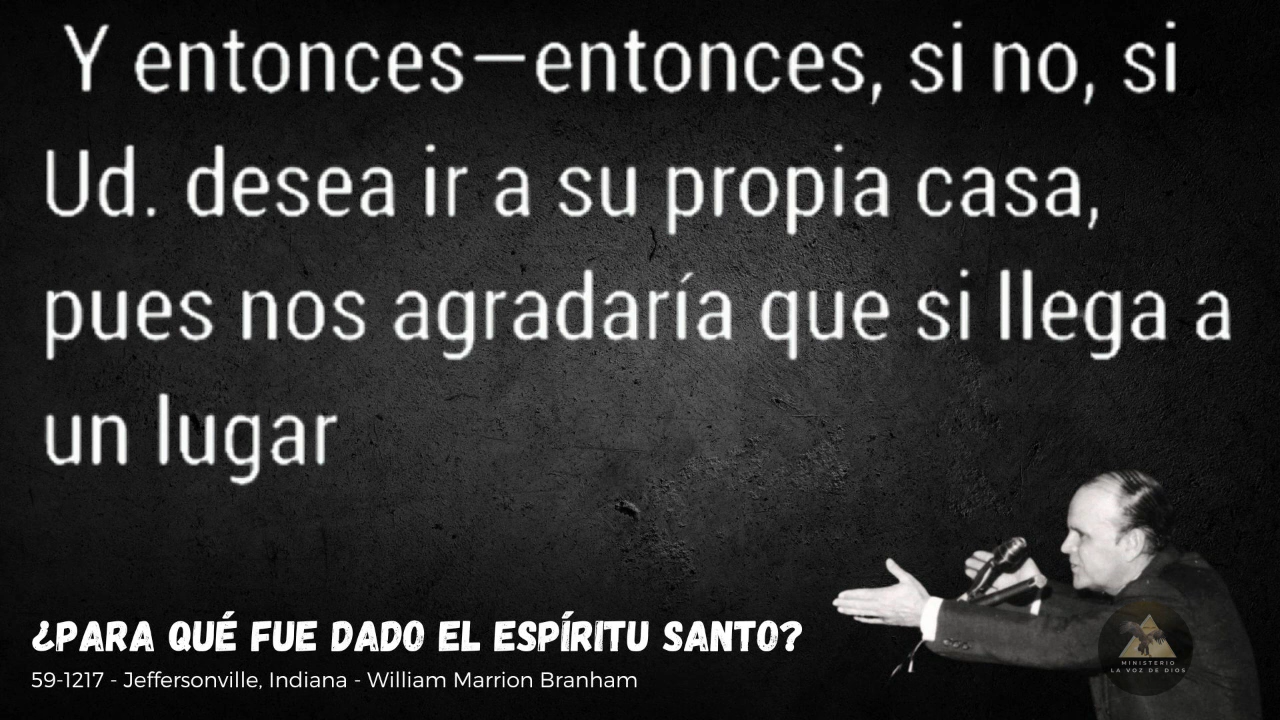 Y entonces—entonces, si no, si
Ud. desea ir a su propia casa,
pues nos agradaría que si llega a
un lugar
¿PARA QUÉ FUE DADO EL ESPÍRITU SANTO?
59-1217 - Jeffersonville, Indiana - William Marrion Branham
MINISTERIO
LA VOZ DE DIOS